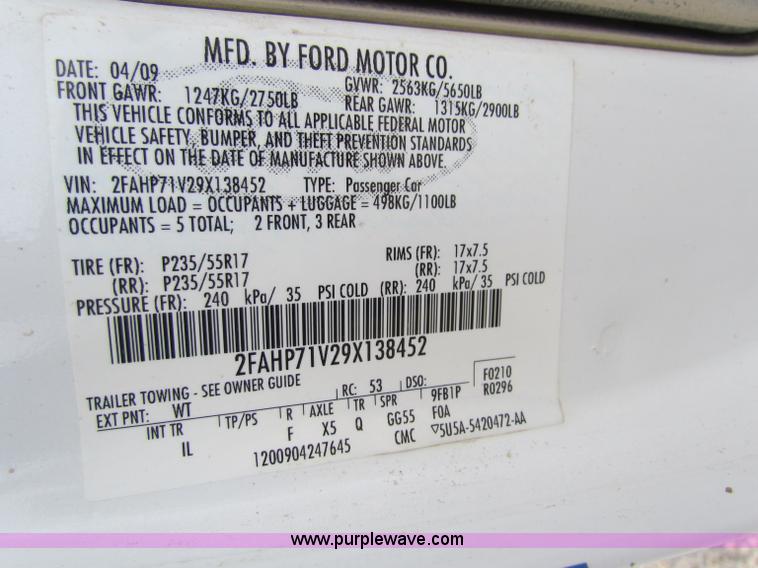 MFD. BY FORD MOTOR CO.
DATE: 04/09 GVWR: 2563KG/5650LB
FRONT GAWR: 1247KG/2750LB REAR GAWR: 1315KG/2900LB
THIS VEHICLE CONFORMS TO ALL APPLICABLE FEDERAL MOTOR
VEHICLE SAFETY, BUMPER, AND THEFT PREVENTION STANDARDS
IN EFFECT ON THE DATE OF MANUFACTURE SHOWN ABOVE.
VIN: 2FAHP71V29X138452 TYPE: Passenger Car
MAXIMUM LOAD = OCCUPANTS + LUGGAGE = 498KG/1100LB
OCCUPANTS = 5 TOTAL; 2 FRONT, 3 REAR
TIRE (FR): P235/55R17 RIMS (FR): 17x7.5
(RR): P235/55R17 (RR): 17x7.5
PRESSURE (FR): 240 kPa/ 35 PSI COLD (RR): 240 kPa/ 35 PSI COLD
2FAHP71V29X138452
TRAILER TOWING - SEE OWNER GUIDE F0210
EXT PNT: WT RC: 53 DSO: R0296
INT TR TP/PS R AXLE TR SPR 9FB1P
IL F X5 Q GG55 FOA
1200904247645 CMC ▽5U5A-5420472-AA
www.purplewave.com